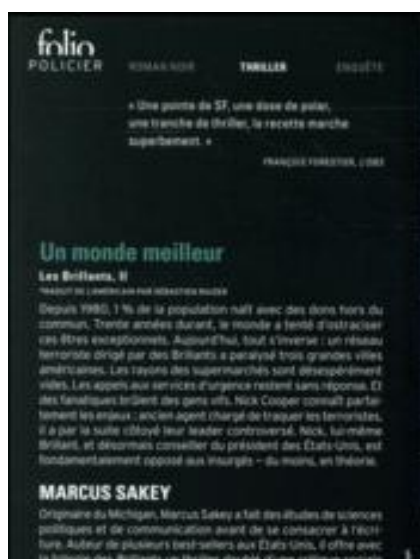 folio
POLICIER ROMAN NOIR THRILLER ENQUÊTE
« Une pointe de SF, une dose de polar,
une tranche de thriller, la recette marche
superbement. »
FRANÇOIS FORESTIER, L'OBS
Un monde meilleur
Les Brillants, II
TRADUIT DE L'AMÉRICAIN PAR SÉBASTIEN RAIZER
Depuis 1980, 1 % de la population naît avec des dons hors du
commun. Trente années durant, le monde a tenté d'ostraciser
ces êtres exceptionnels. Aujourd'hui, tout s'inverse : un réseau
terroriste dirigé par des Brillants a paralysé trois grandes villes
américaines. Les rayons des supermarchés sont désespérément
vides. Les appels aux services d'urgence restent sans réponse. Et
des fanatiques brûlent des gens vifs. Nick Cooper connaît parfai-
tement les enjeux : ancien agent chargé de traquer les terroristes,
il a par la suite côtoyé leur leader controversé. Nick, lui-même
Brillant, et désormais conseiller du président des États-Unis, est
fondamentalement opposé aux insurgés – du moins, en théorie.
MARCUS SAKEY
Originaire du Michigan, Marcus Sakey a fait des études de sciences
politiques et de communication avant de se consacrer à l'écri-
ture. Auteur de plusieurs best-sellers aux États-Unis, il offre avec
la trilogie des Brillants un thriller